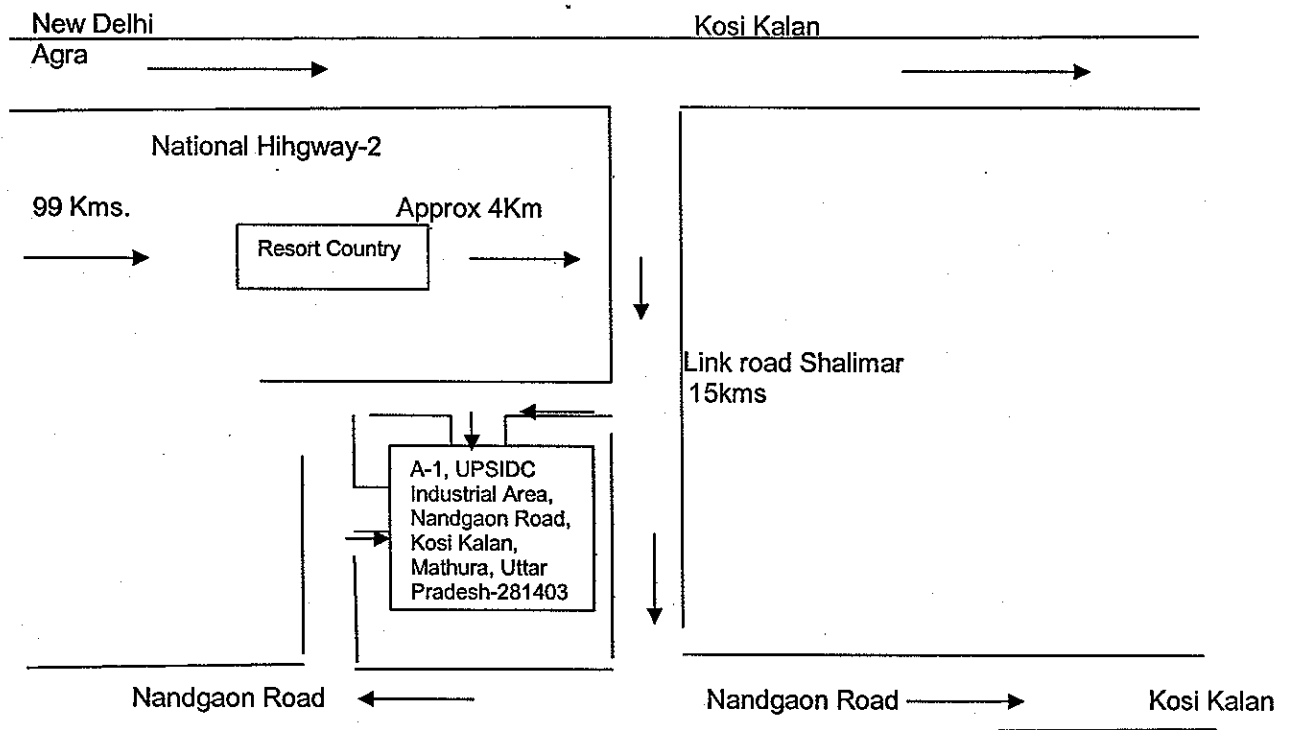 New Delhi
Kosi Kalan
Agra
National Hihgway-2
99 Kms.
Approx 4Km
Resort Country
Link road Shalimar
15kms
A-1, UPSIDC
Industrial Area,
Nandgaon Road,
Kosi Kalan,
Mathura, Uttar
Pradesh-281403
Nandgaon Road
Nandgaon Road
Kosi Kalan